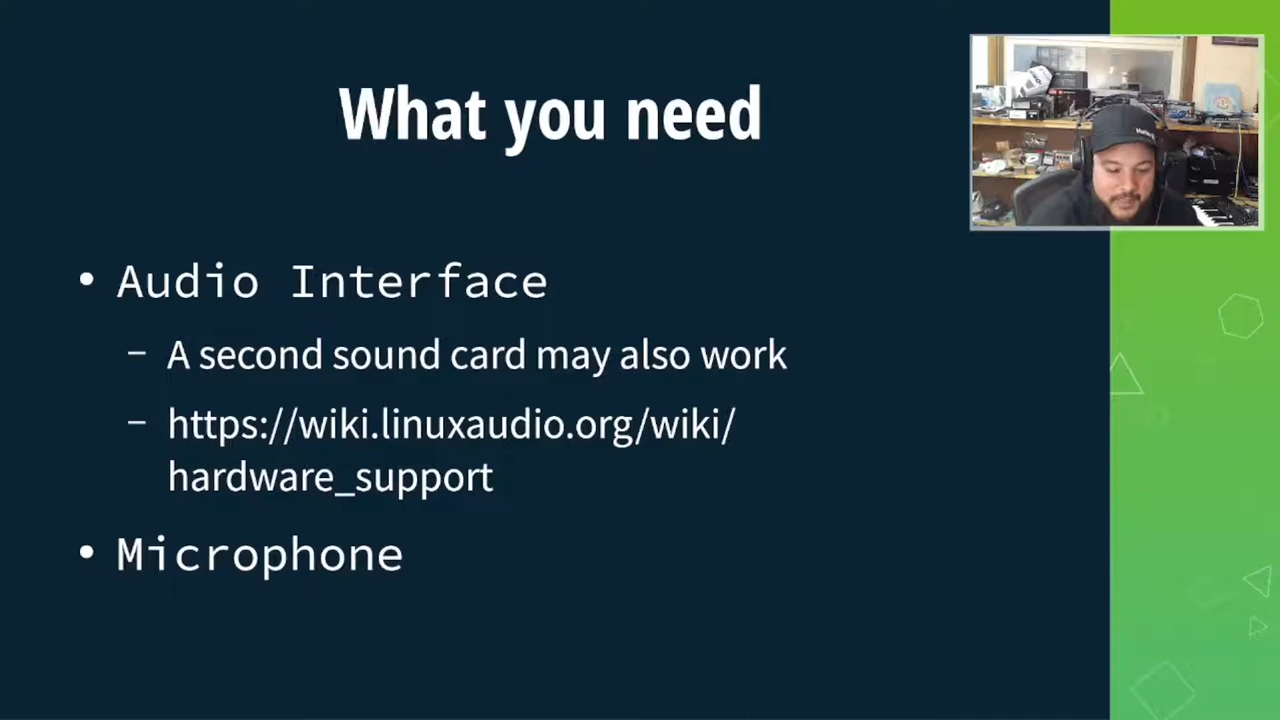 What you need
• Audio Interface
– A second sound card may also work
– https://wiki.linuxaudio.org/wiki/
hardware_support
• Microphone